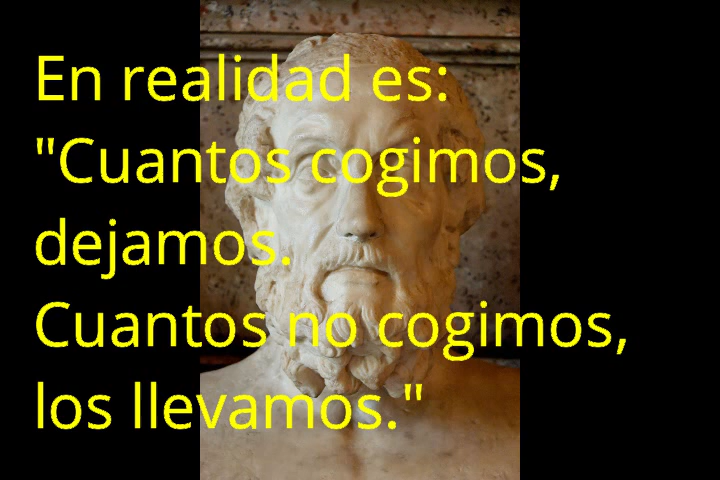 En realidad es:
"Cuantos cogimos,
dejamos.
Cuantos no cogimos,
los llevamos."